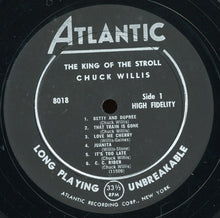 ATLANTIC
THE KING OF THE STROLL
CHUCK WILLIS
8018
Side 1
HIGH FIDELITY
1. BETTY AND DUPREE
(Chuck Willis)
2. THAT TRAIN IS GONE
(Chuck Willis)
3. LOVE ME CHERRY
4. JUANITA
5. IT'S TOO LATE
(Chuck Willis)
6. C. C. RIDER
(Chuck Willis)
(11509)
LONG PLAYING 33⅓ RPM UNBREAKABLE
ATLANTIC RECORDING CORP., NEW YORK